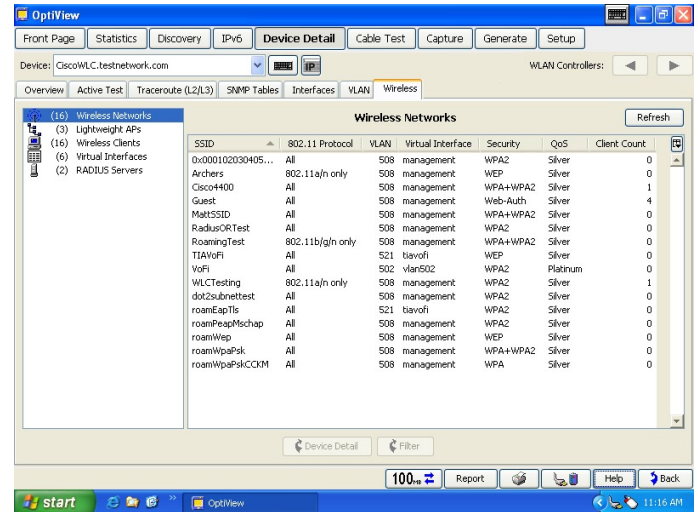 OptiView
Front Page Statistics Discovery IPv6 Device Detail Cable Test Capture Generate Setup
Device: CiscoWLC.testnetwork.com IP WLAN Controllers:
Overview Active Test Traceroute (L2/L3) SNMP Tables Interfaces VLAN Wireless
(16) Wireless Networks
(3) Lightweight APs
(16) Wireless Clients
(6) Virtual Interfaces
(2) RADIUS Servers
Wireless Networks Refresh
SSID 802.11 Protocol VLAN Virtual Interface Security QoS Client Count
0x000102030405... All 508 management WPA2 Silver 0
Archers 802.11a/n only 508 management WEP Silver 0
Cisco4400 All 508 management WPA+WPA2 Silver 1
Guest All 508 management Web-Auth Silver 4
MattSSID All 508 management WPA+WPA2 Silver 0
RadiusORTest All 508 management WPA2 Silver 0
RoamingTest 802.11b/g/n only 508 management WPA+WPA2 Silver 0
TIAVoFi All 521 tiavofi WEP Silver 0
VoFi All 502 vlan502 WPA2 Platinum 0
WLCTesting 802.11a/n only 508 management WPA2 Silver 1
dot2subnettest All 508 management WPA2 Silver 0
roamEapTls All 521 tiavofi WPA2 Silver 0
roamPeapMschap All 508 management WPA2 Silver 0
roamWep All 508 management WEP Silver 0
roamWpaPsk All 508 management WPA+WPA2 Silver 0
roamWpaPskCCKM All 508 management WPA Silver 0
Device Detail Filter
100MB Report Help Back
start OptiView 11:16 AM